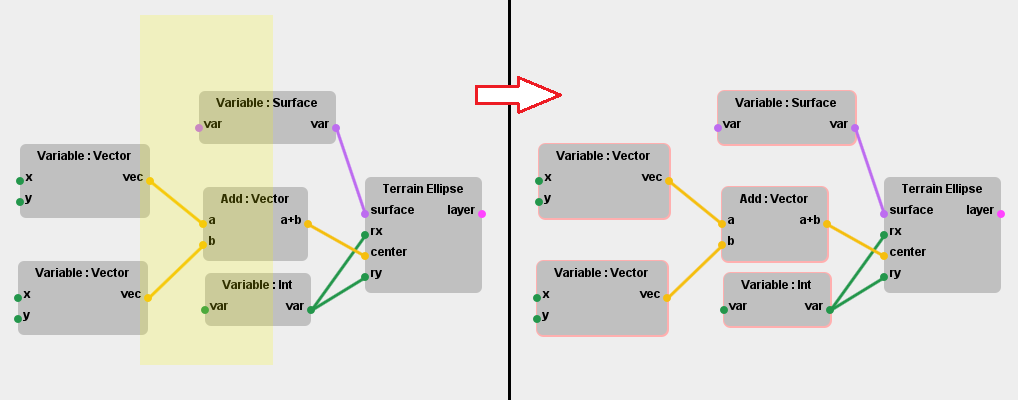 Variable : Surface
var var
Variable : Vector
x vec
y
Terrain Ellipse
surface layer
rx
center
ry
Add : Vector
a a+b
b
Variable : Vector
x vec
y
Variable : Int
var var
Variable : Surface
var var
Variable : Vector
x vec
y
Terrain Ellipse
surface layer
rx
center
ry
Add : Vector
a a+b
b
Variable : Vector
x vec
y
Variable : Int
var var